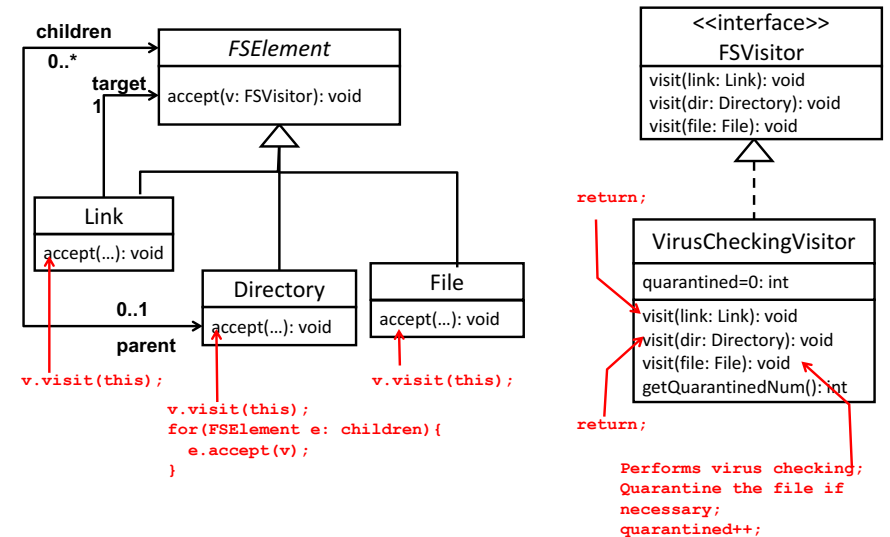 children
0..*
target
1
FSElement
accept(v: FSVisitor): void
Link
accept(...): void
0..1
parent
Directory
accept(...): void
File
accept(...): void
v.visit(this);
v.visit(this);
for(FSElement e: children){
e.accept(v);
}
v.visit(this);
<<interface>>
FSVisitor
visit(link: Link): void
visit(dir: Directory): void
visit(file: File): void
return;
VirusCheckingVisitor
quarantined=0: int
visit(link: Link): void
visit(dir: Directory): void
visit(file: File): void
getQuarantinedNum(): int
return;
Performs virus checking;
Quarantine the file if
necessary;
quarantined++;